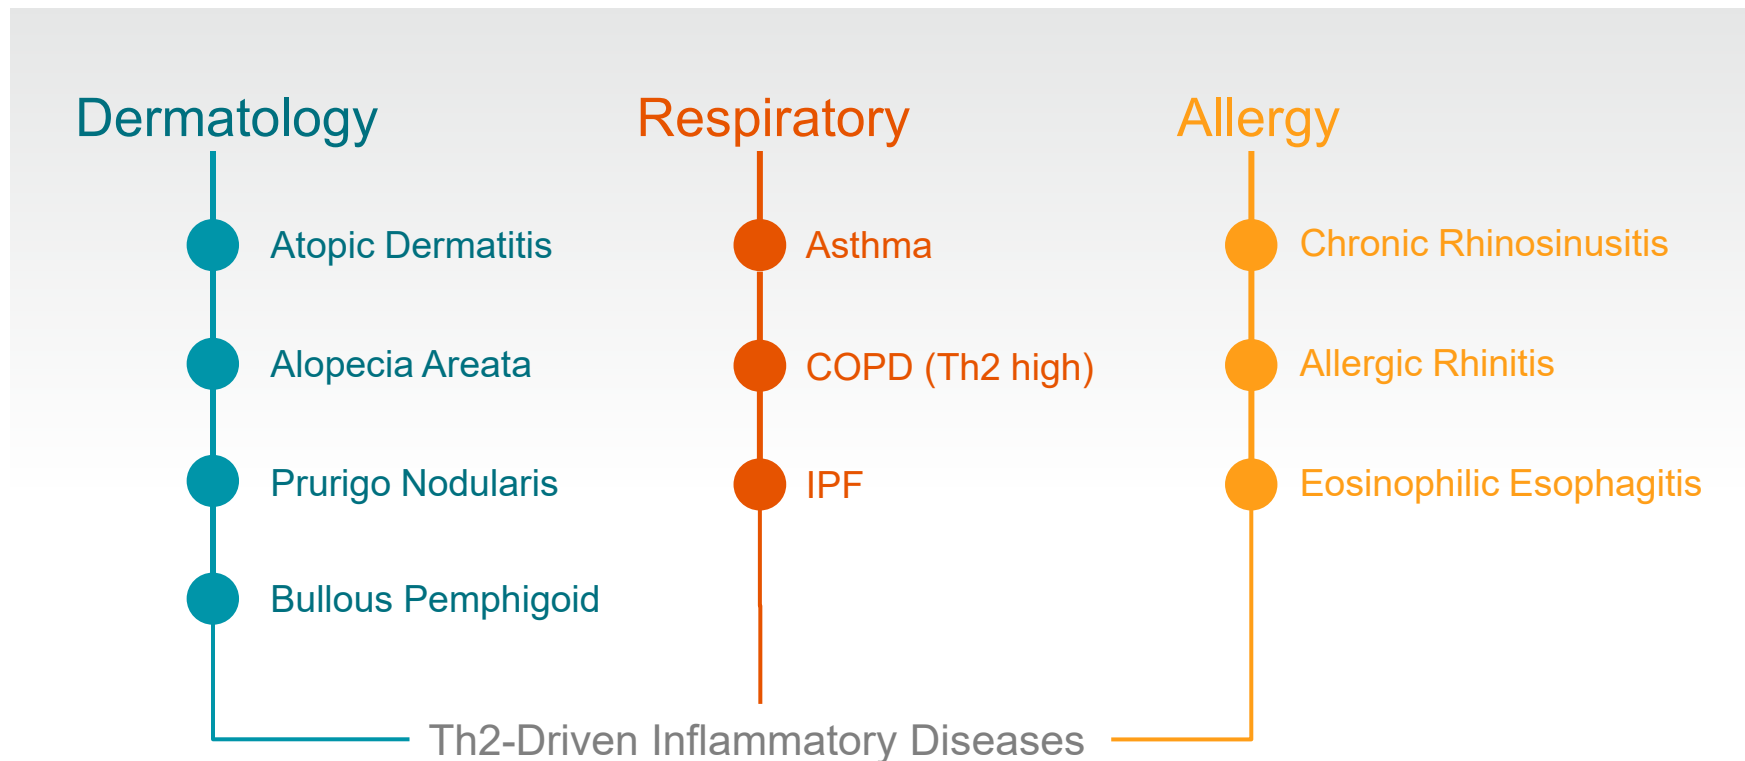 Dermatology
Atopic Dermatitis
Alopecia Areata
Prurigo Nodularis
Bullous Pemphigoid
Respiratory
Asthma
COPD (Th2 high)
IPF
Allergy
Chronic Rhinosinusitis
Allergic Rhinitis
Eosinophilic Esophagitis
Th2-Driven Inflammatory Diseases